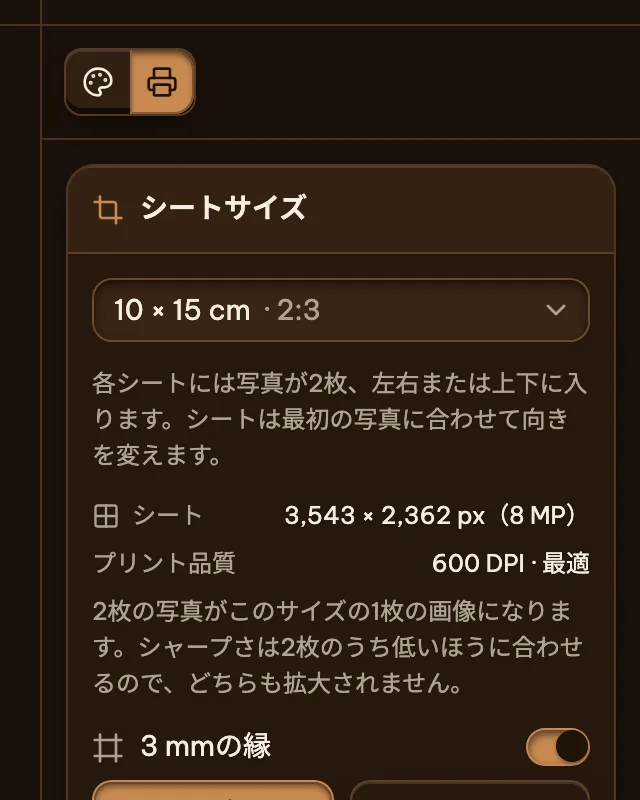 シートサイズ
10 × 15 cm · 2:3
各シートには写真が2枚、左右または上下に入
ります。シートは最初の写真に合わせて向き
を変えます。
シート 3,543 × 2,362 px（8 MP）
プリント品質 600 DPI · 最適
2枚の写真がこのサイズの1枚の画像になりま
す。シャープさは2枚のうち低いほうに合わせ
るので、どちらも拡大されません。
3 mmの縁